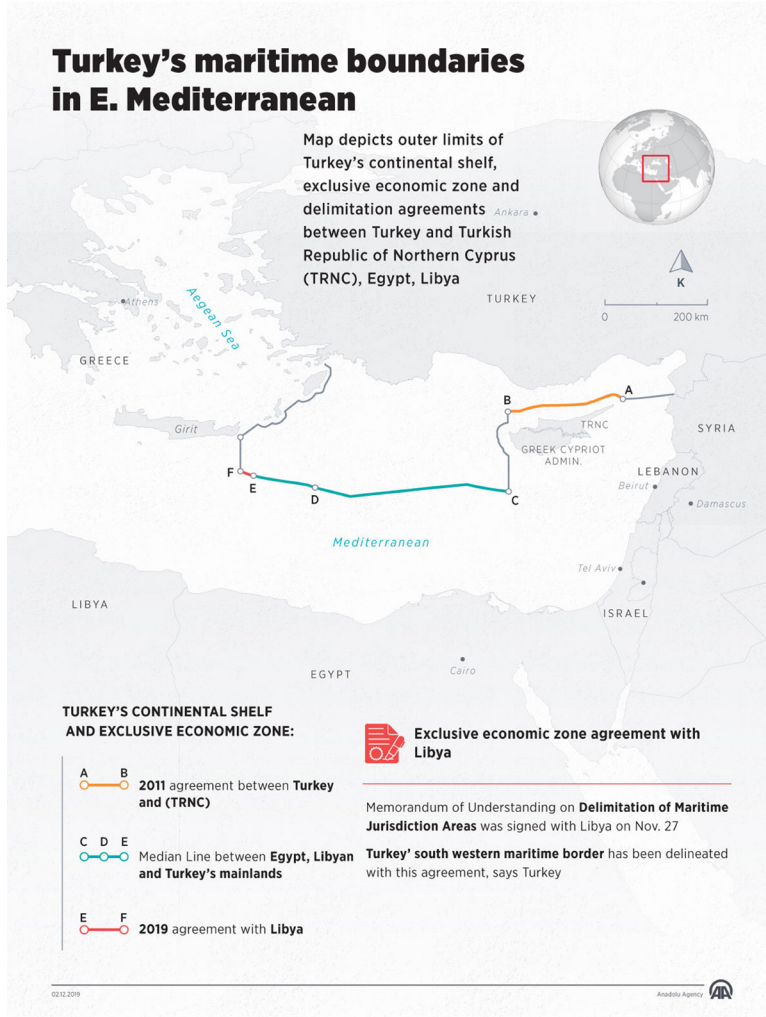 Turkey's maritime boundaries
in E. Mediterranean
Map depicts outer limits of
Turkey's continental shelf,
exclusive economic zone and
delimitation agreements
between Turkey and Turkish
Republic of Northern Cyprus
(TRNC), Egypt, Libya
Ankara
K
0 200 km
TURKEY
Athens
Aegean Sea
GREECE
A
B
TRNC
Girit
SYRIA
GREEK CYPRIOT
ADMIN.
LEBANON
F
E
D
C
Beirut
Damascus
Mediterranean
Tel Aviv
LIBYA
ISRAEL
EGYPT
Cairo
TURKEY'S CONTINENTAL SHELF
AND EXCLUSIVE ECONOMIC ZONE:
A B
2011 agreement between Turkey
and (TRNC)
C D E
Median Line between Egypt, Libyan
and Turkey's mainlands
E F
2019 agreement with Libya
Exclusive economic zone agreement with
Libya
Memorandum of Understanding on Delimitation of Maritime
Jurisdiction Areas was signed with Libya on Nov. 27
Turkey' south western maritime border has been delineated
with this agreement, says Turkey
02.12.2019
Anadolu Agency
AA